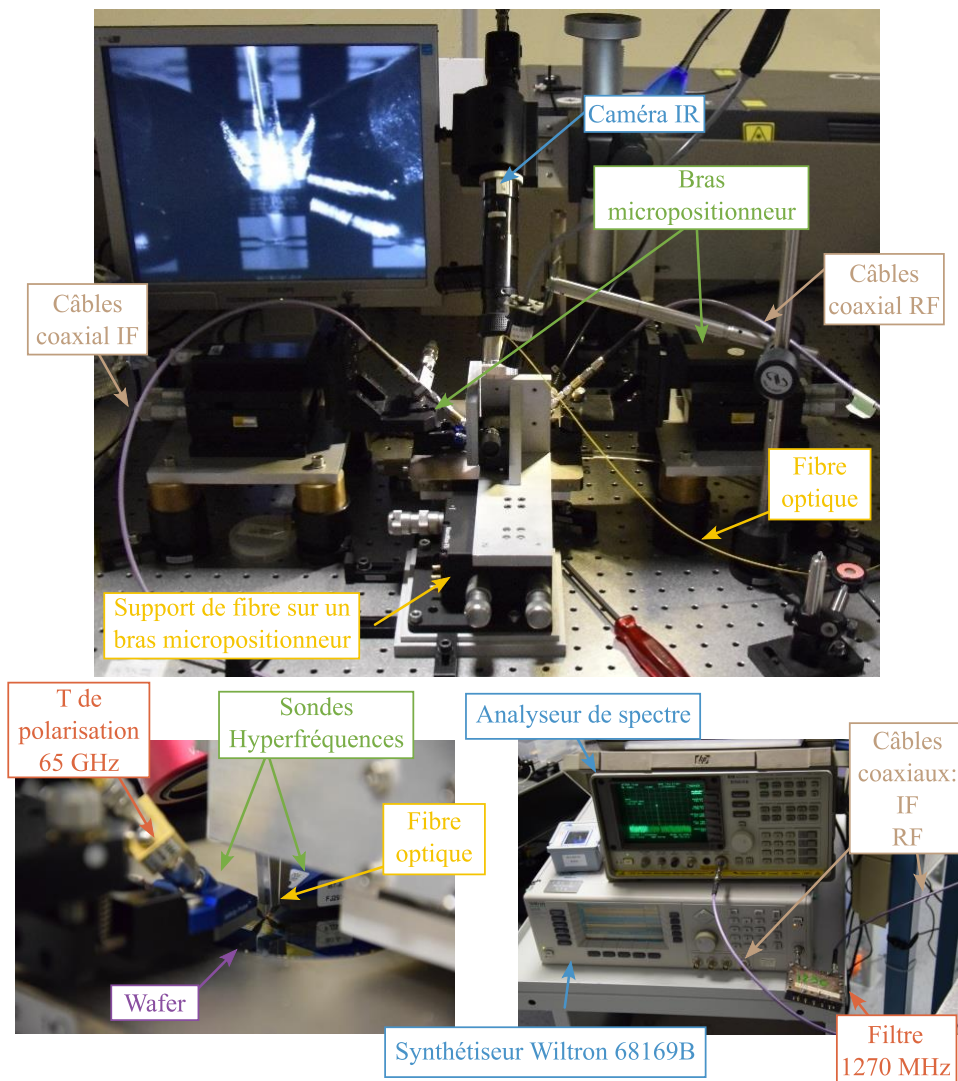 Caméra IR
Bras
micropositionneur
Câbles
coaxial IF
Câbles
coaxial RF
Fibre
optique
Support de fibre sur un
bras micropositionneur
T de
polarisation
65 GHz
Sondes
Hyperfréquences
Fibre
optique
Wafer
Analyseur de spectre
Câbles
coaxiaux:
IF
RF
Synthétiseur Wiltron 68169B
Filtre
1270 MHz